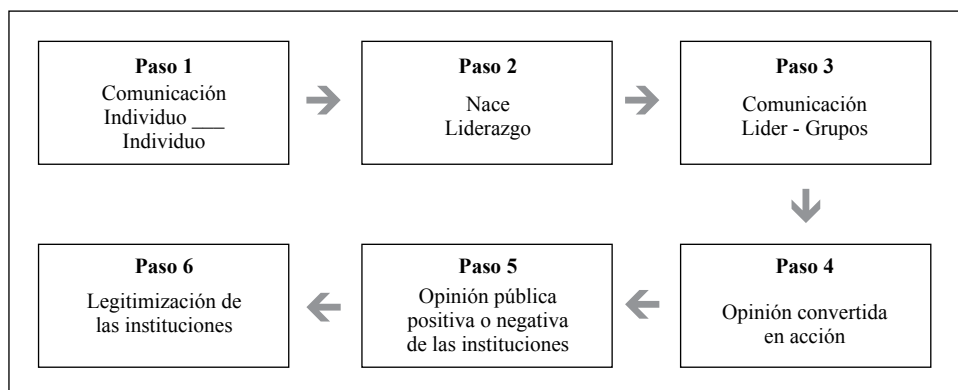 Paso 1
Comunicación
Individuo ___
Individuo
Paso 2
Nace
Liderazgo
Paso 3
Comunicación
Lider - Grupos
Paso 4
Opinión convertida
en acción
Paso 5
Opinión pública
positiva o negativa
de las instituciones
Paso 6
Legitimización de
las instituciones